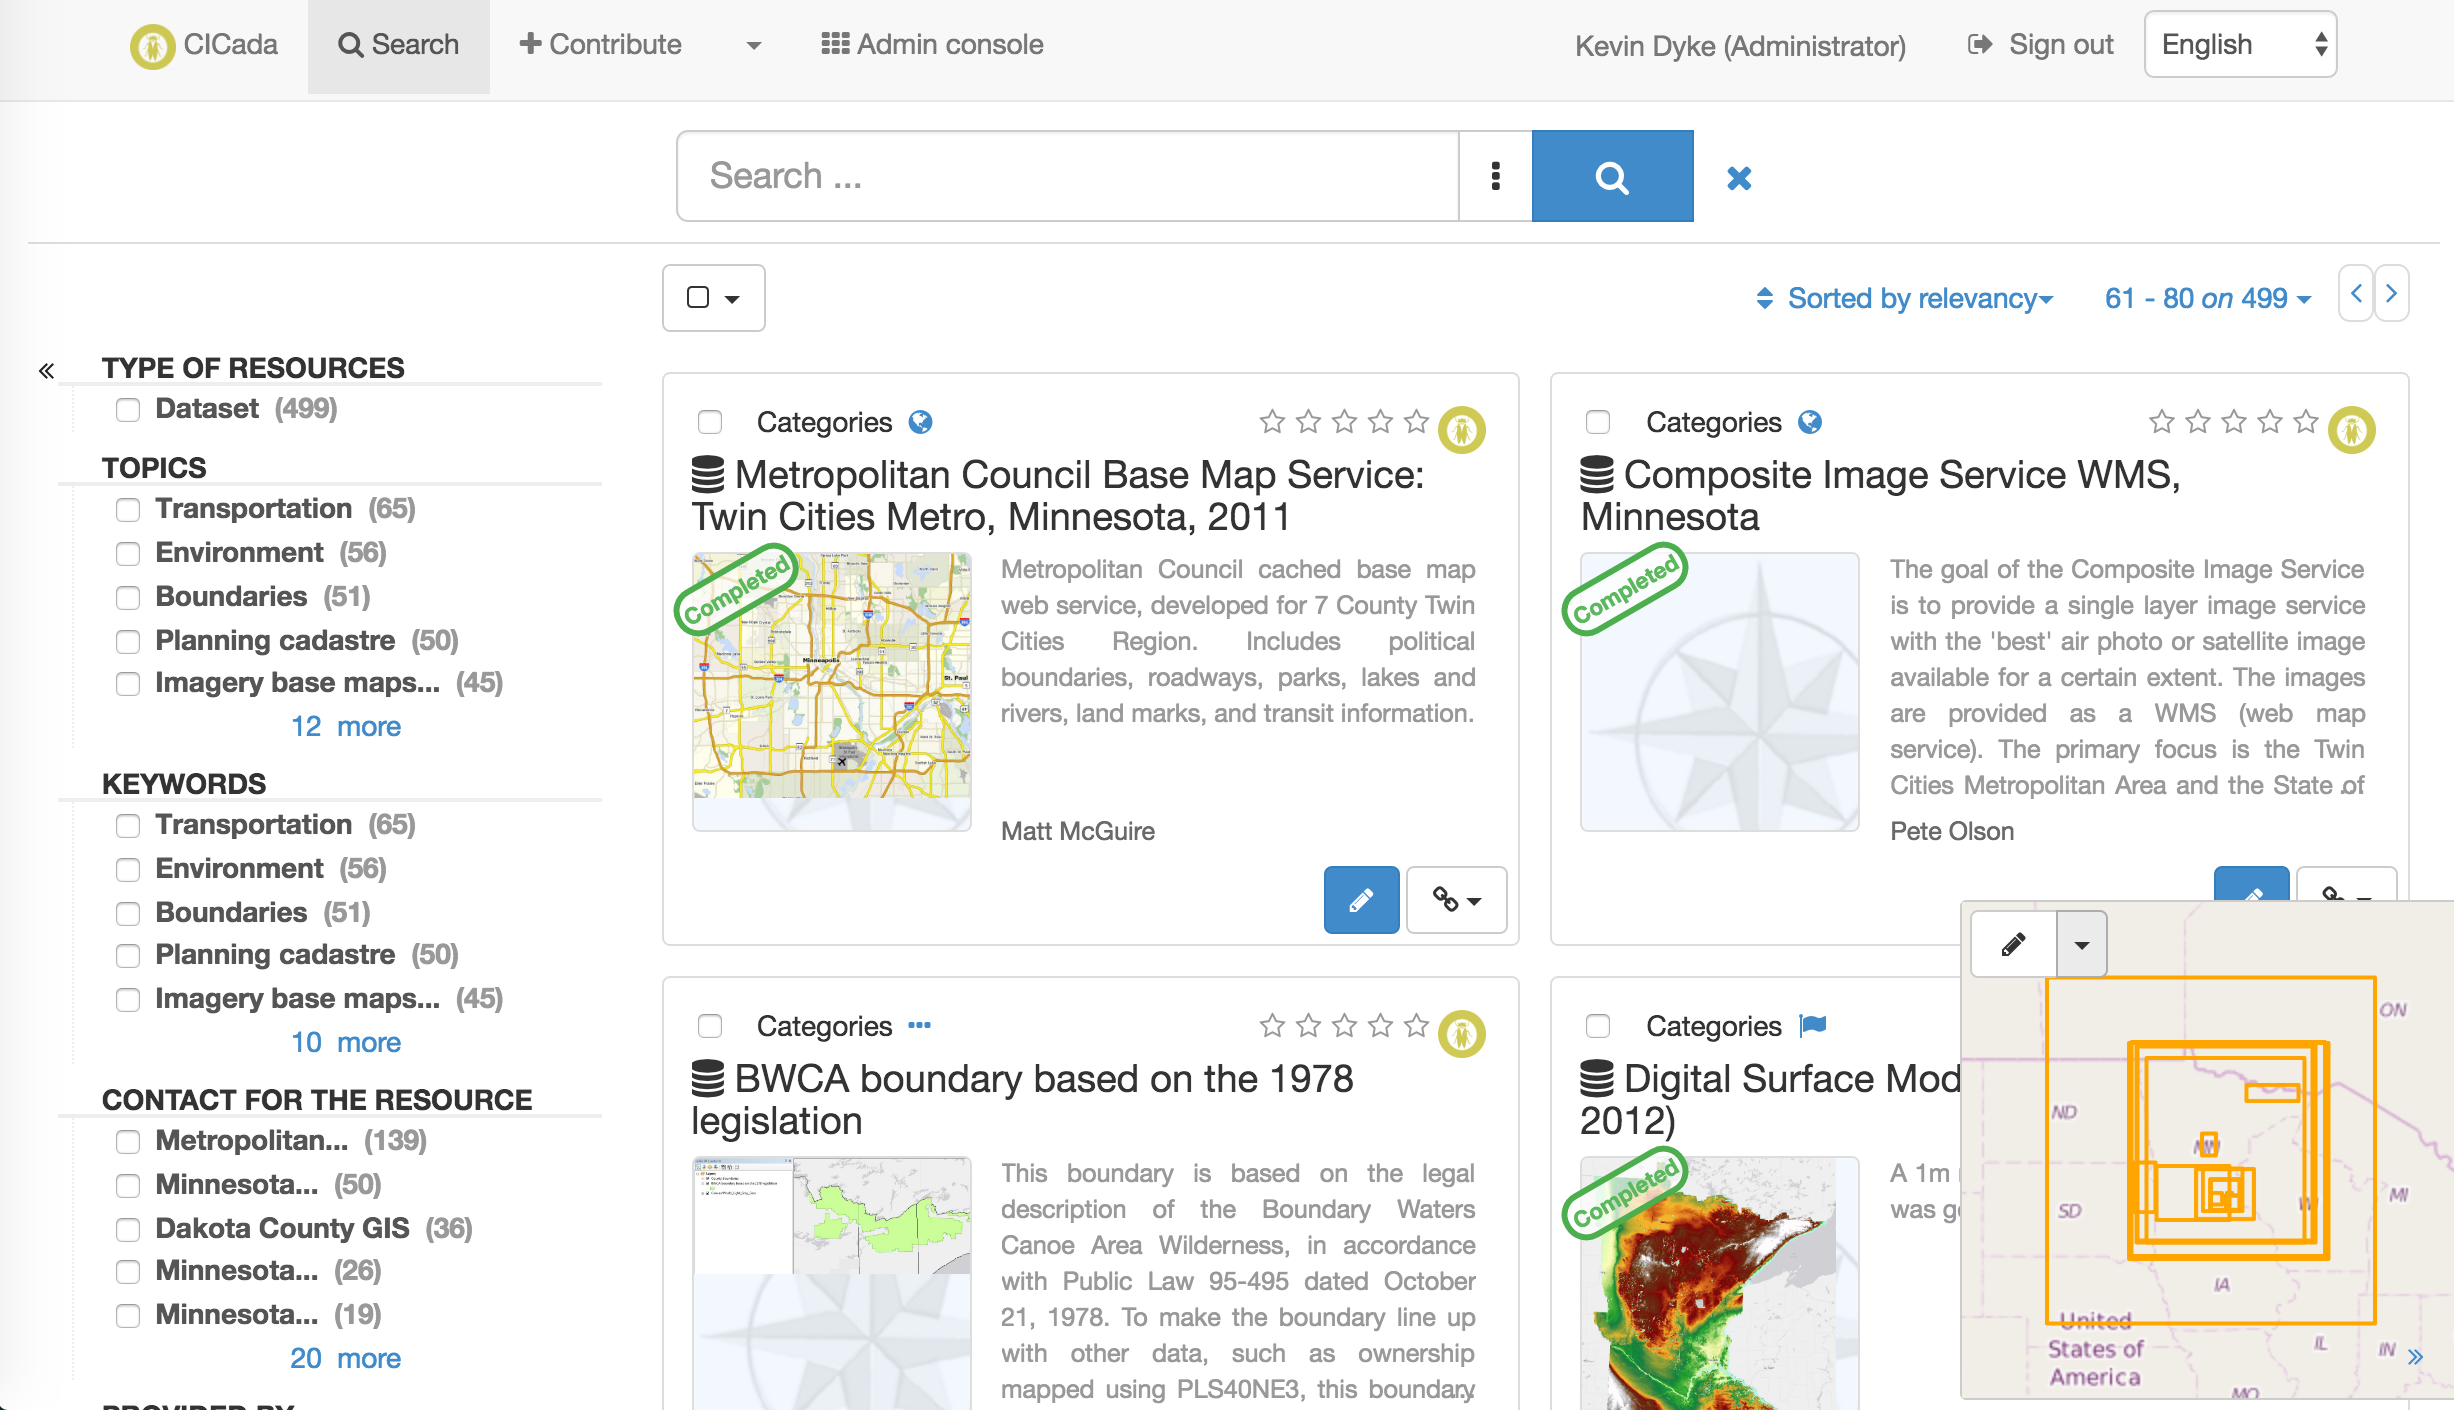 CICada
Search
Contribute
Admin console
Kevin Dyke (Administrator)
Sign out
English
Search ...
Sorted by relevancy
61 - 80 on 499
TYPE OF RESOURCES
Dataset (499)
TOPICS
Transportation (65)
Environment (56)
Boundaries (51)
Planning cadastre (50)
Imagery base maps... (45)
12 more
KEYWORDS
Transportation (65)
Environment (56)
Boundaries (51)
Planning cadastre (50)
Imagery base maps... (45)
10 more
CONTACT FOR THE RESOURCE
Metropolitan... (139)
Minnesota... (50)
Dakota County GIS (36)
Minnesota... (26)
Minnesota... (19)
20 more
PROVIDED BY
Categories
Metropolitan Council Base Map Service:
Twin Cities Metro, Minnesota, 2011
Completed
Minneapolis
St. Paul
Metropolitan Council cached base map
web service, developed for 7 County Twin
Cities Region. Includes political
boundaries, roadways, parks, lakes and
rivers, land marks, and transit information.
Matt McGuire
Categories
Composite Image Service WMS,
Minnesota
Completed
The goal of the Composite Image Service
is to provide a single layer image service
with the 'best' air photo or satellite image
available for a certain extent. The images
are provided as a WMS (web map
service). The primary focus is the Twin
Cities Metropolitan Area and the State of
Pete Olson
Categories
BWCA boundary based on the 1978
legislation
This boundary is based on the legal
description of the Boundary Waters
Canoe Area Wilderness, in accordance
with Public Law 95-495 dated October
21, 1978. To make the boundary line up
with other data, such as ownership
mapped using PLS40NE3, this boundary
Categories
Digital Surface Mod
2012)
Completed
A 1m
was g
ON
ND
MN
SD
W
MI
IA
United
States of
America
IL
IN
MO